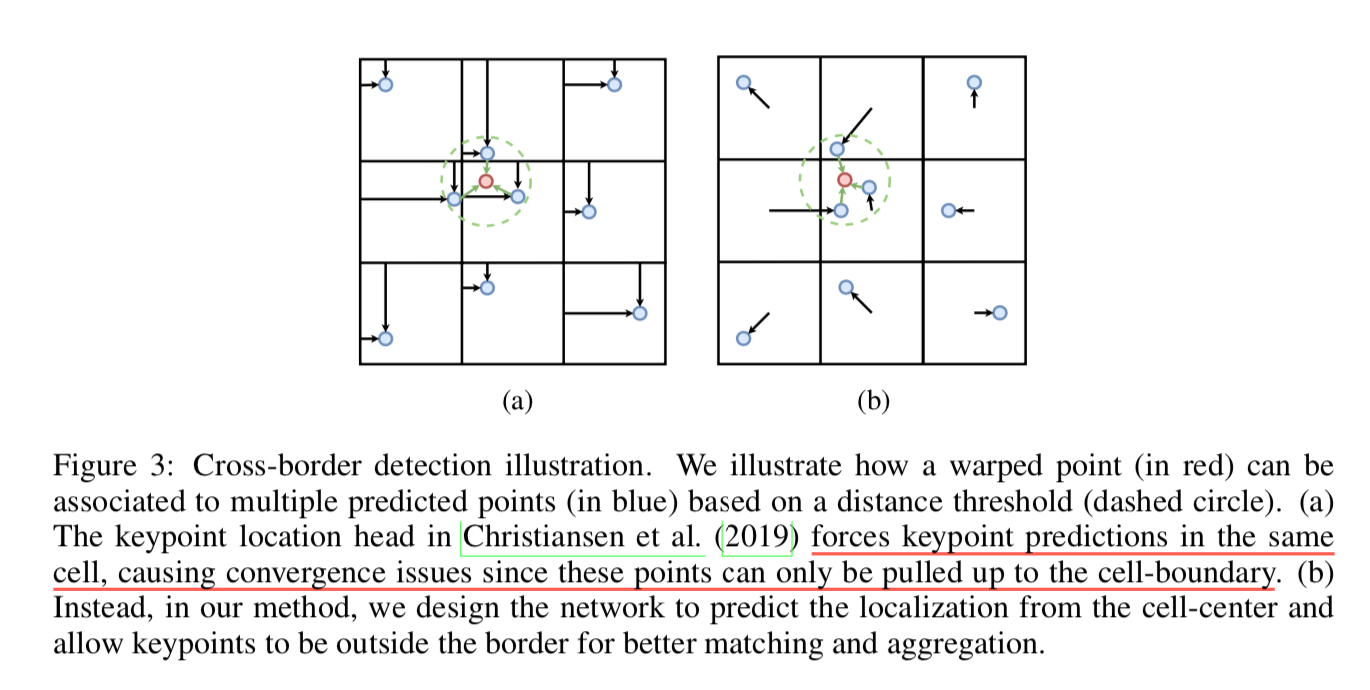 (a)
(b)
Figure 3: Cross-border detection illustration. We illustrate how a warped point (in red) can be
associated to multiple predicted points (in blue) based on a distance threshold (dashed circle). (a)
The keypoint location head in Christiansen et al. (2019) forces keypoint predictions in the same
cell, causing convergence issues since these points can only be pulled up to the cell-boundary. (b)
Instead, in our method, we design the network to predict the localization from the cell-center and
allow keypoints to be outside the border for better matching and aggregation.